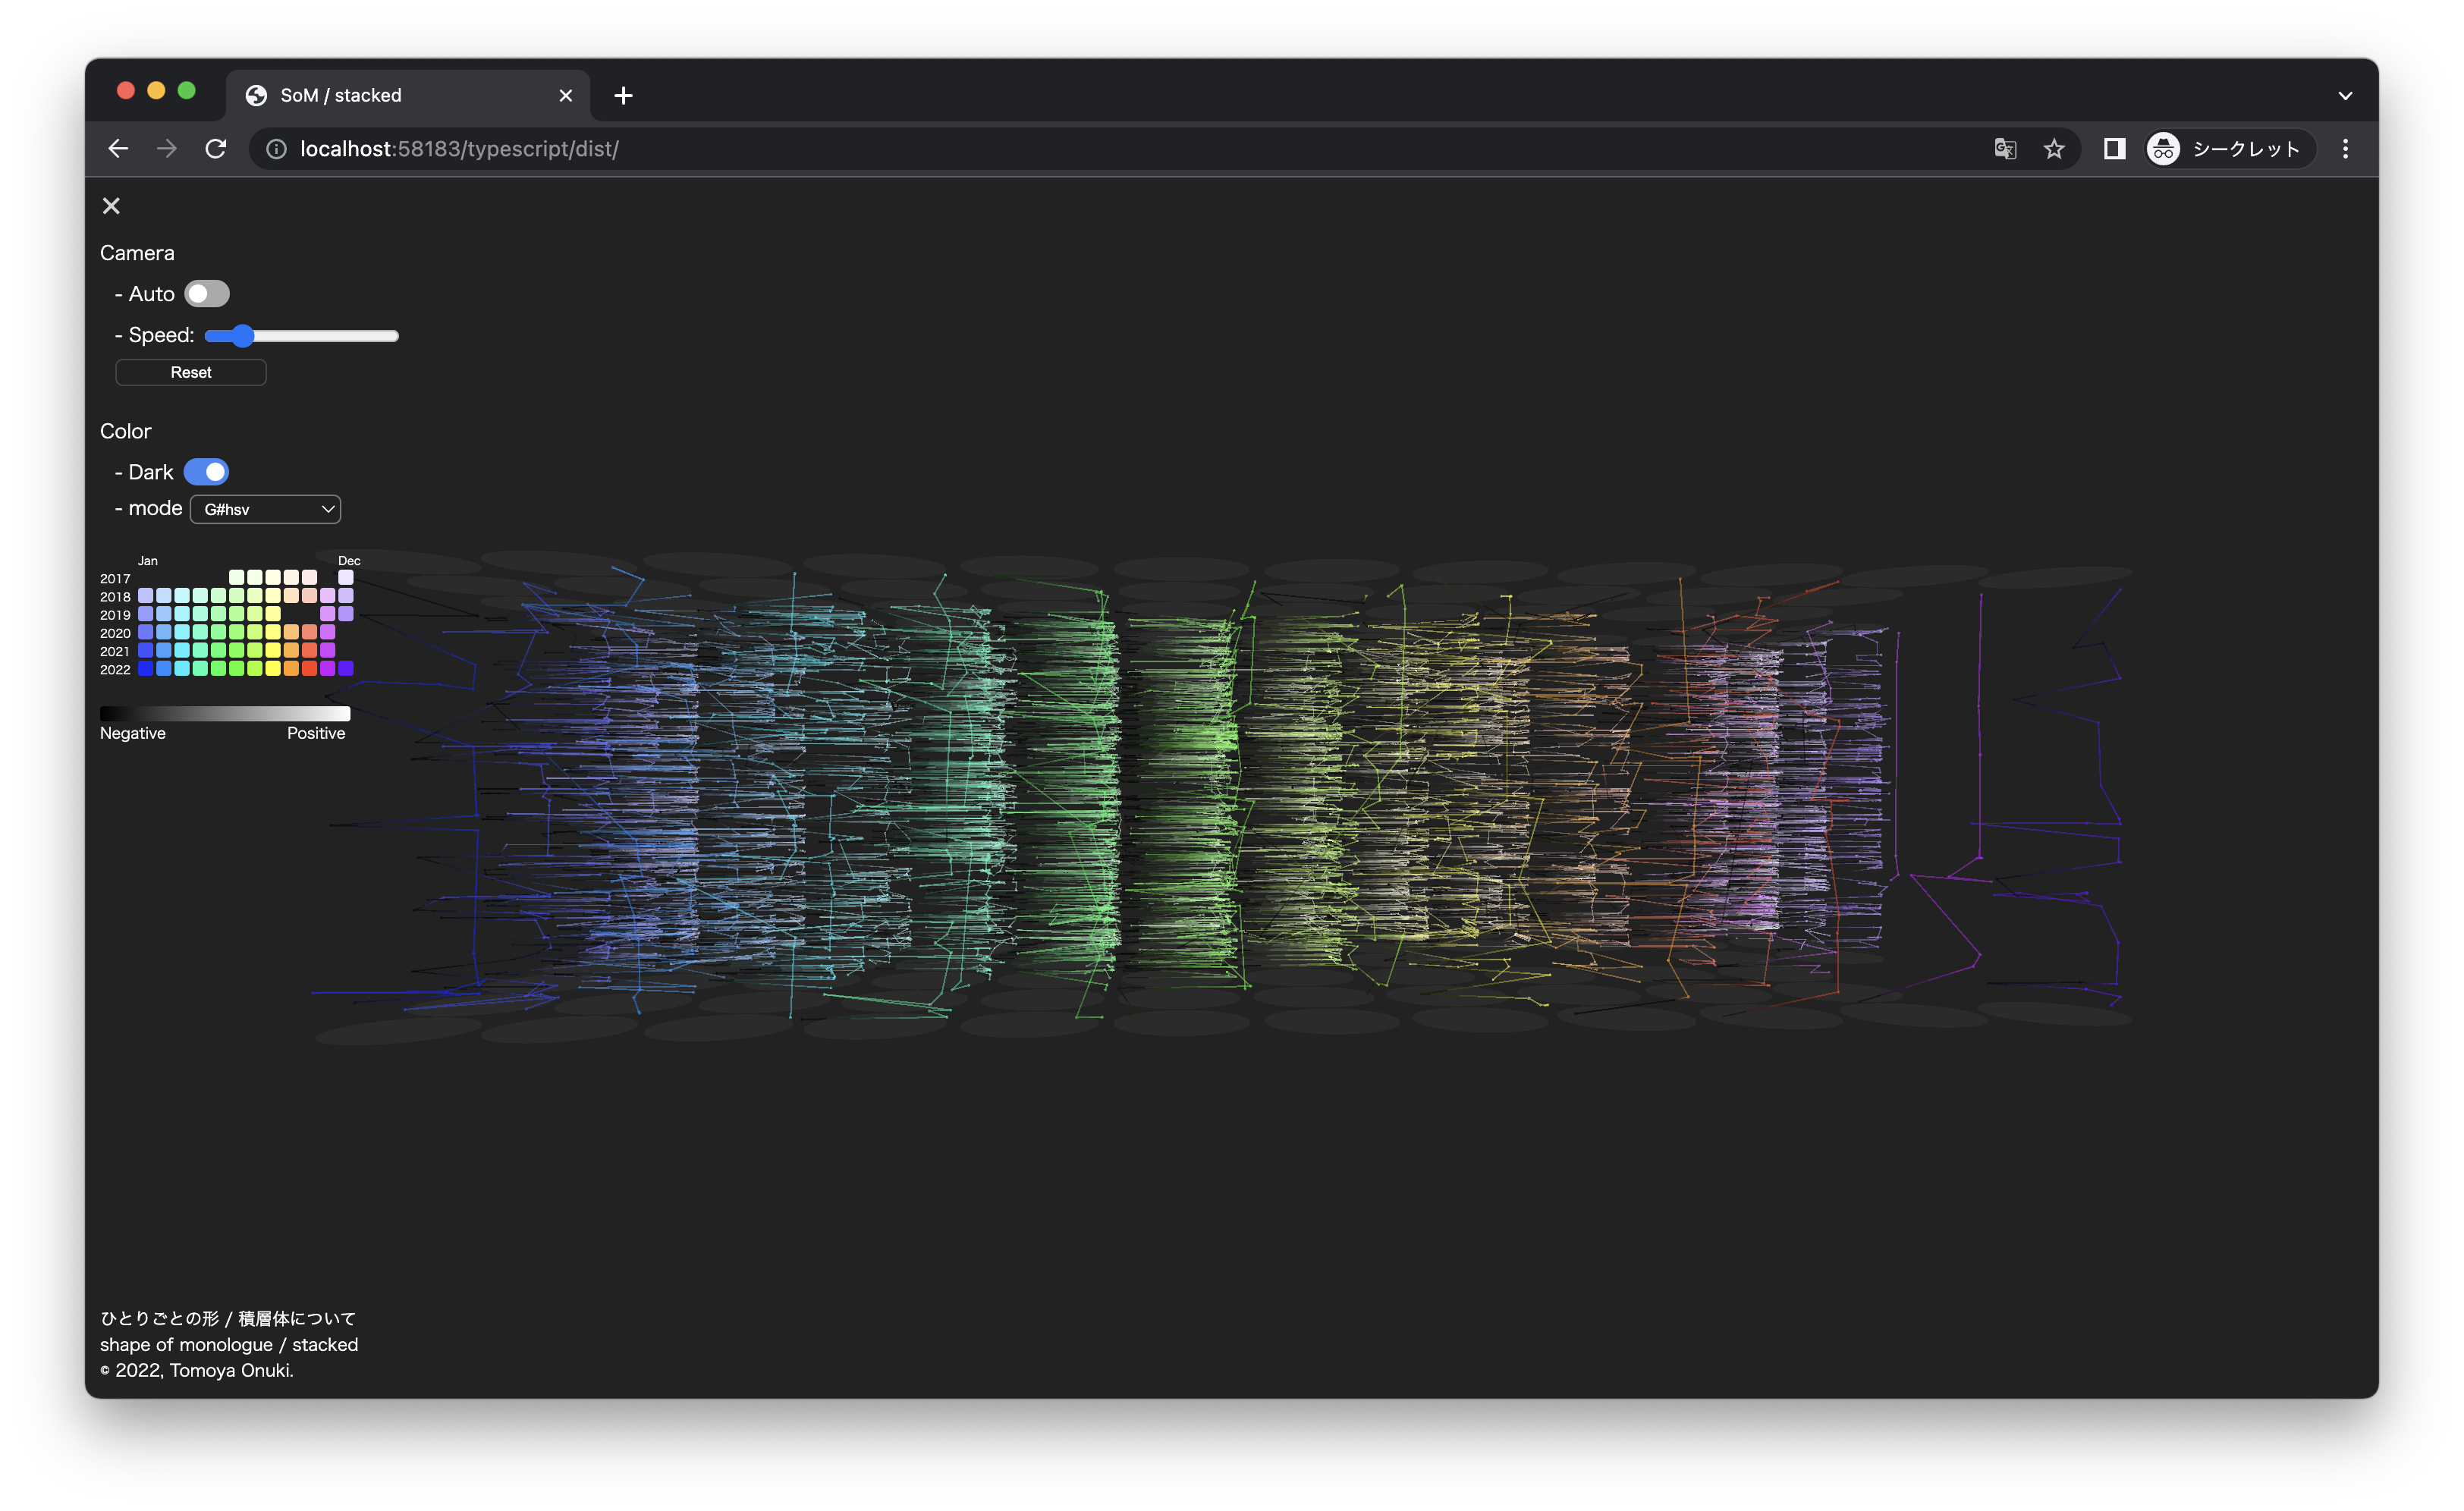 SoM / stacked
localhost:58183/typescript/dist/
シークレット
Camera
- Auto
- Speed:
Reset
Color
- Dark
- mode G#hsv
Jan Dec
2017
2018
2019
2020
2021
2022
Negative Positive
ひとりごとの形 / 積層体について
shape of monologue / stacked
© 2022, Tomoya Onuki.